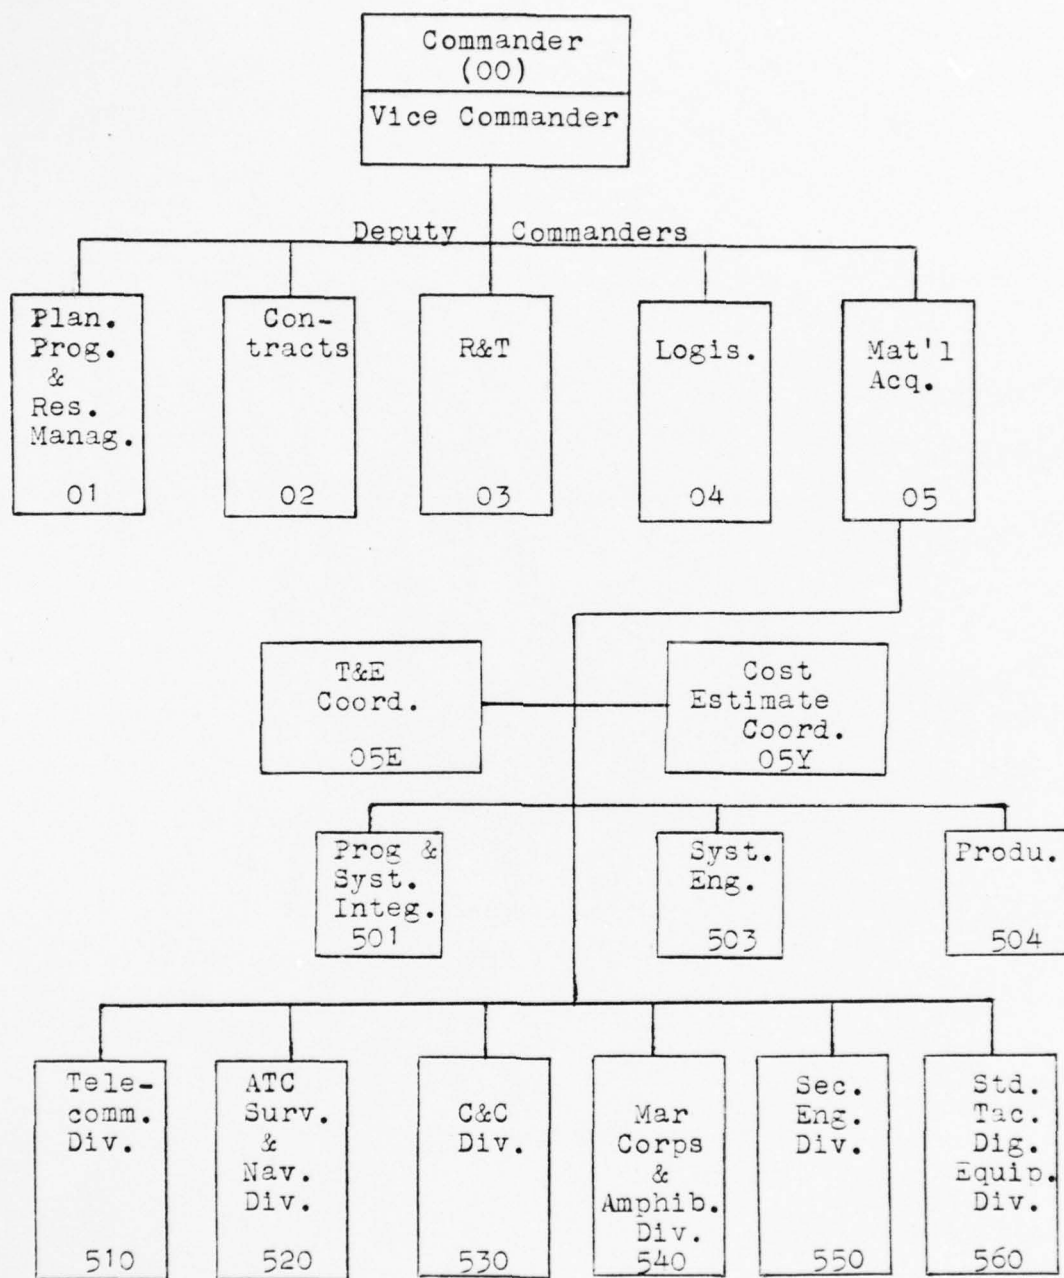 Commander
(00)
Vice Commander
Deputy Commanders
Plan.
Prog.
&
Res.
Manag.
01
Con-
tracts
02
R&T
03
Logis.
04
Mat'l
Acq.
05
T&E
Coord.
05E
Cost
Estimate
Coord.
05Y
Prog &
Syst.
Integ.
501
Syst.
Eng.
503
Produ.
504
Tele-
comm.
Div.
510
ATC
Surv.
&
Nav.
Div.
520
C&C
Div.
530
Mar
Corps
&
Amphib.
Div.
540
Sec.
Eng.
Div.
550
Std.
Tac.
Dig.
Equip.
Div.
560